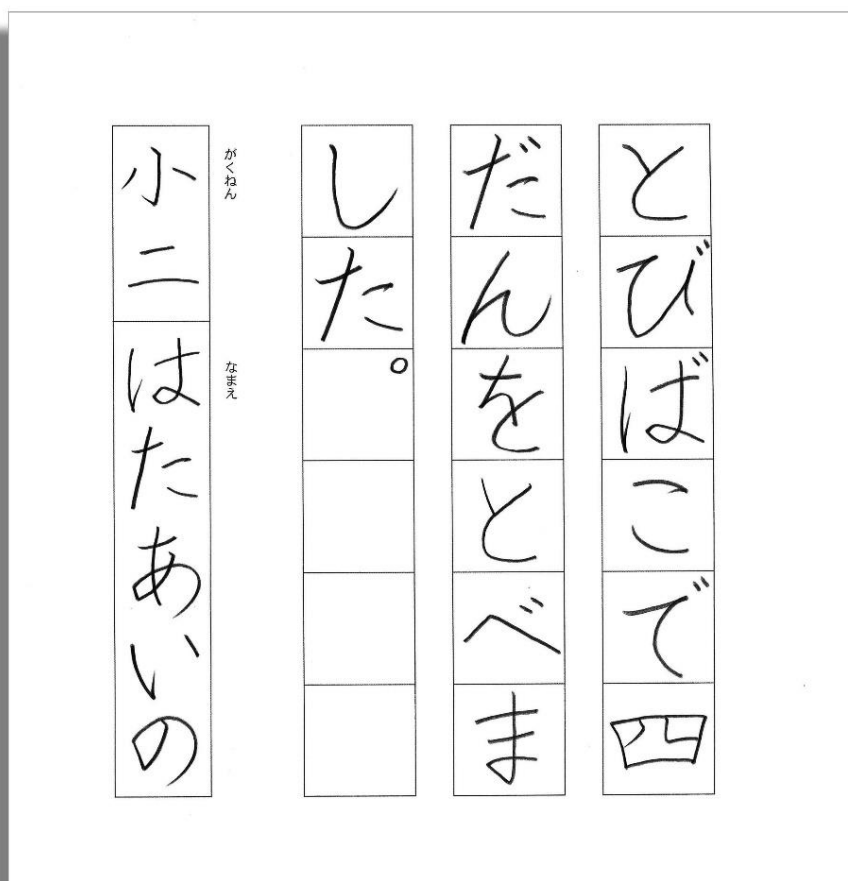 とびばこで四
だんをとべま
した。
がくねん
小二
なまえ
はたあいの